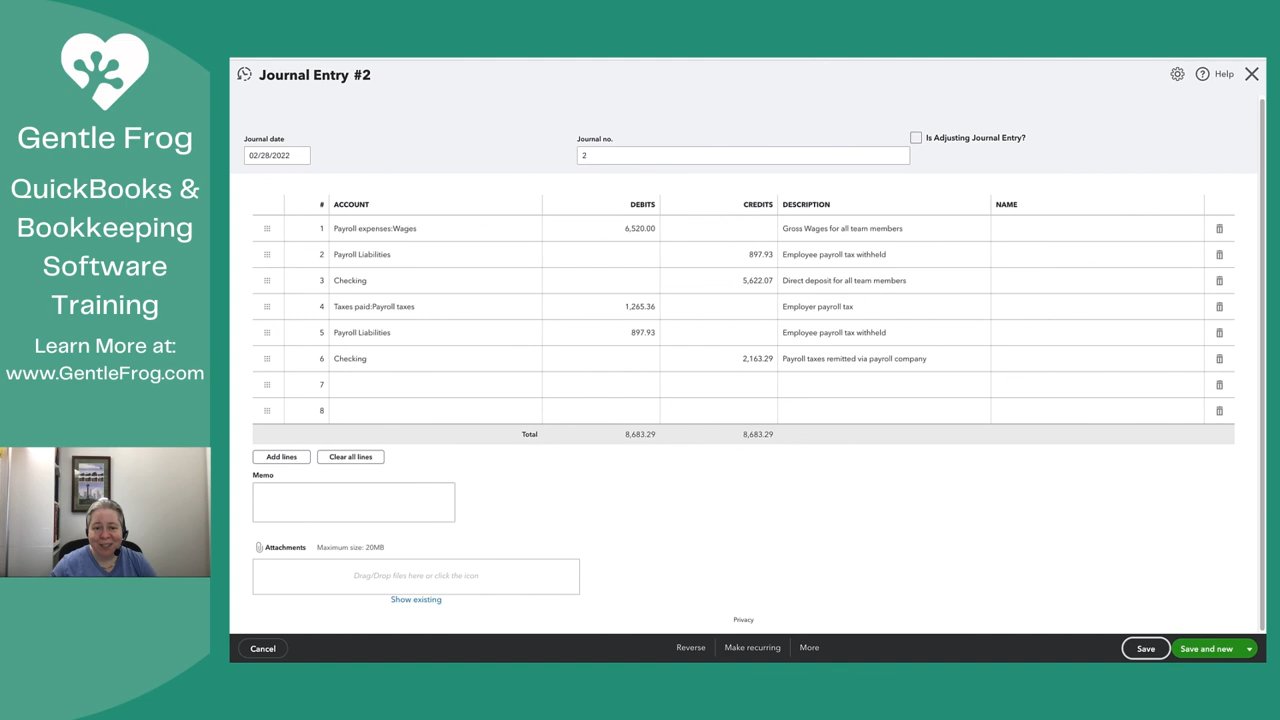 Gentle Frog
QuickBooks &
Bookkeeping
Software
Training
Learn More at:
www.GentleFrog.com
Journal Entry #2
Help
Journal date
02/28/2022
Journal no.
2
Is Adjusting Journal Entry?
# ACCOUNT DEBITS CREDITS DESCRIPTION NAME
1 Payroll expenses:Wages 6,520.00 Gross Wages for all team members
2 Payroll Liabilities 897.93 Employee payroll tax withheld
3 Checking 5,622.07 Direct deposit for all team members
4 Taxes paid:Payroll taxes 1,265.36 Employer payroll tax
5 Payroll Liabilities 897.93 Employee payroll tax withheld
6 Checking 2,163.29 Payroll taxes remitted via payroll company
7
8
Total 8,683.29 8,683.29
Add lines Clear all lines
Memo
Attachments Maximum size: 20MB
Drag/Drop files here or click the icon
Show existing
Privacy
Cancel Reverse Make recurring More Save Save and new